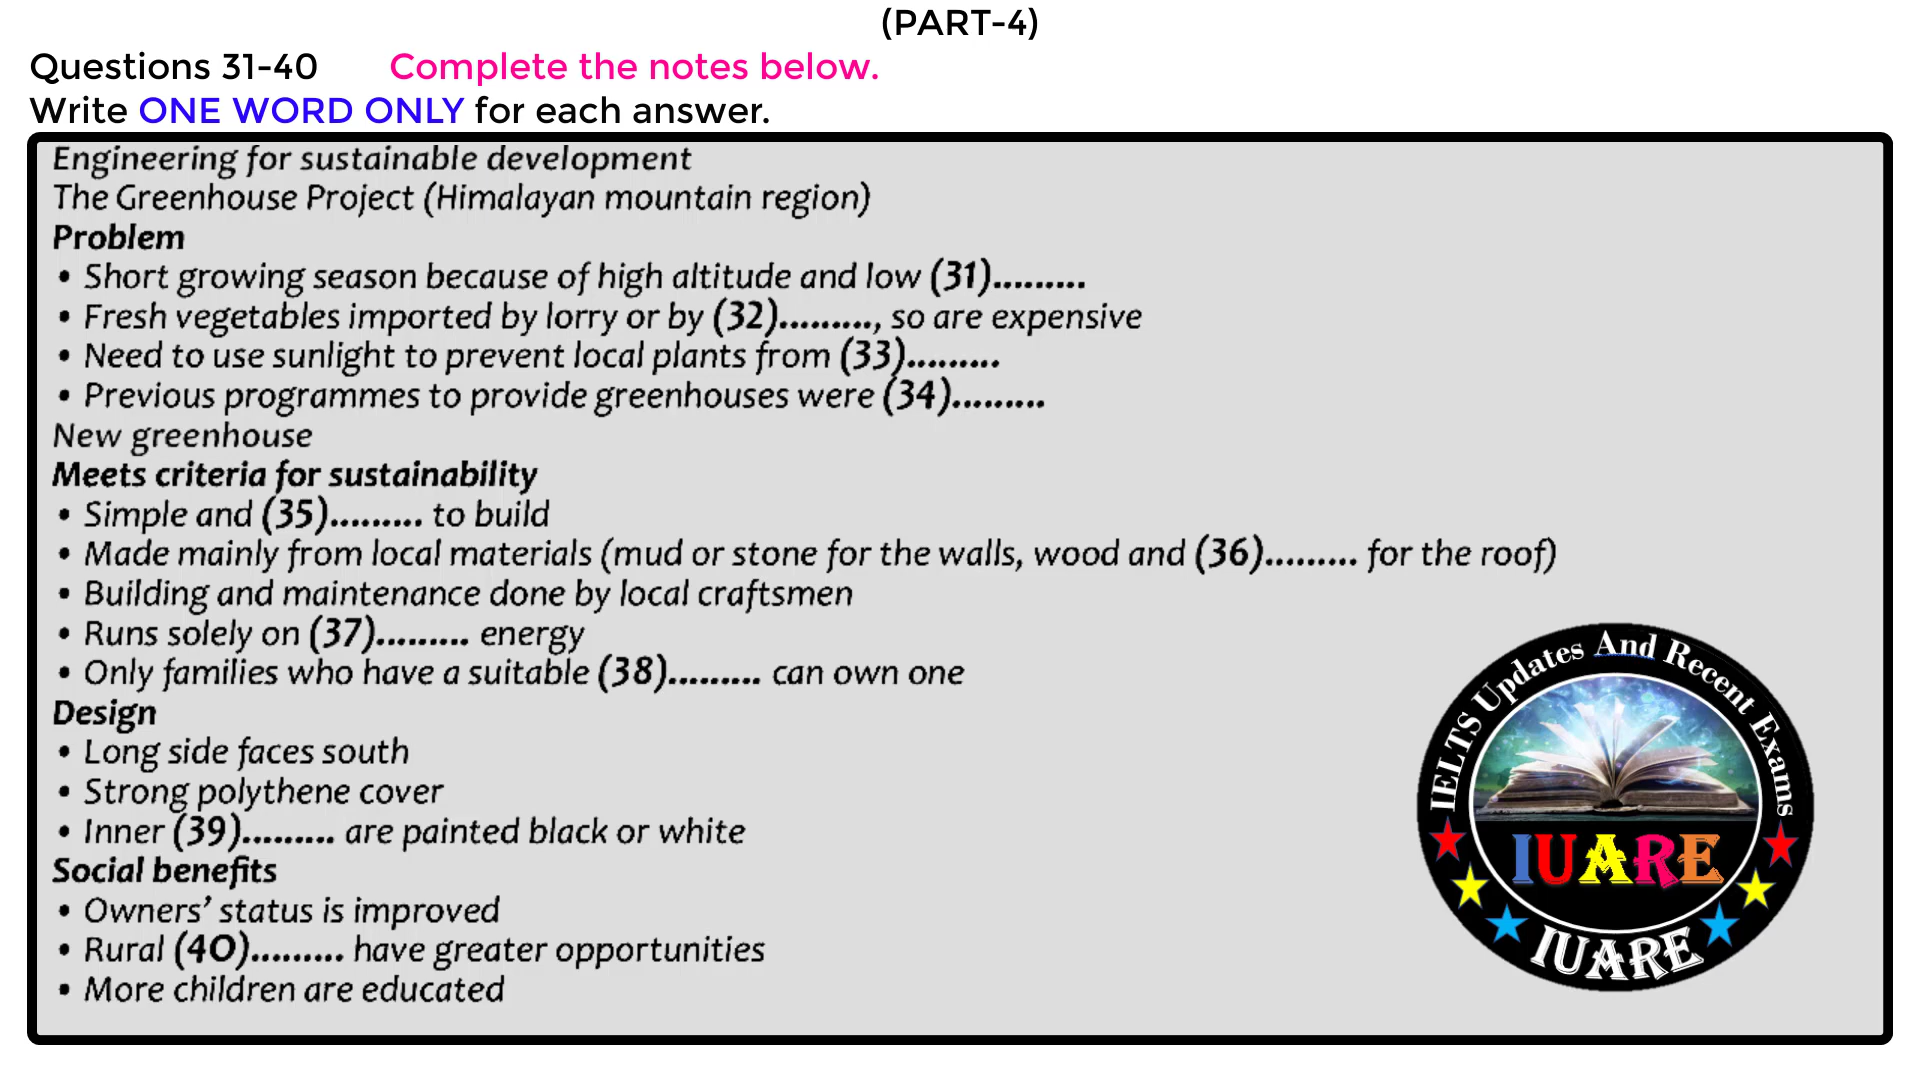 (PART-4)
Questions 31-40 Complete the notes below.
Write ONE WORD ONLY for each answer.
Engineering for sustainable development
The Greenhouse Project (Himalayan mountain region)
Problem
• Short growing season because of high altitude and low (31).........
• Fresh vegetables imported by lorry or by (32)........., so are expensive
• Need to use sunlight to prevent local plants from (33).........
• Previous programmes to provide greenhouses were (34).........
New greenhouse
Meets criteria for sustainability
• Simple and (35)......... to build
• Made mainly from local materials (mud or stone for the walls, wood and (36)......... for the roof)
• Building and maintenance done by local craftsmen
• Runs solely on (37)......... energy
• Only families who have a suitable (38)......... can own one
Design
• Long side faces south
• Strong polythene cover
• Inner (39)......... are painted black or white
Social benefits
• Owners' status is improved
• Rural (40)......... have greater opportunities
• More children are educated
IELTS Updates And Recent Exams
IUARE
IUARE